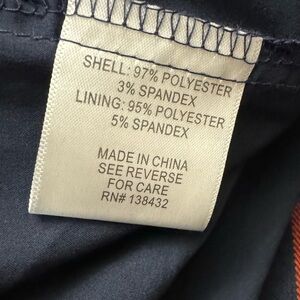 SHELL: 97% POLYESTER
3% SPANDEX
LINING: 95% POLYESTER
5% SPANDEX
MADE IN CHINA
SEE REVERSE
FOR CARE
RN# 138432